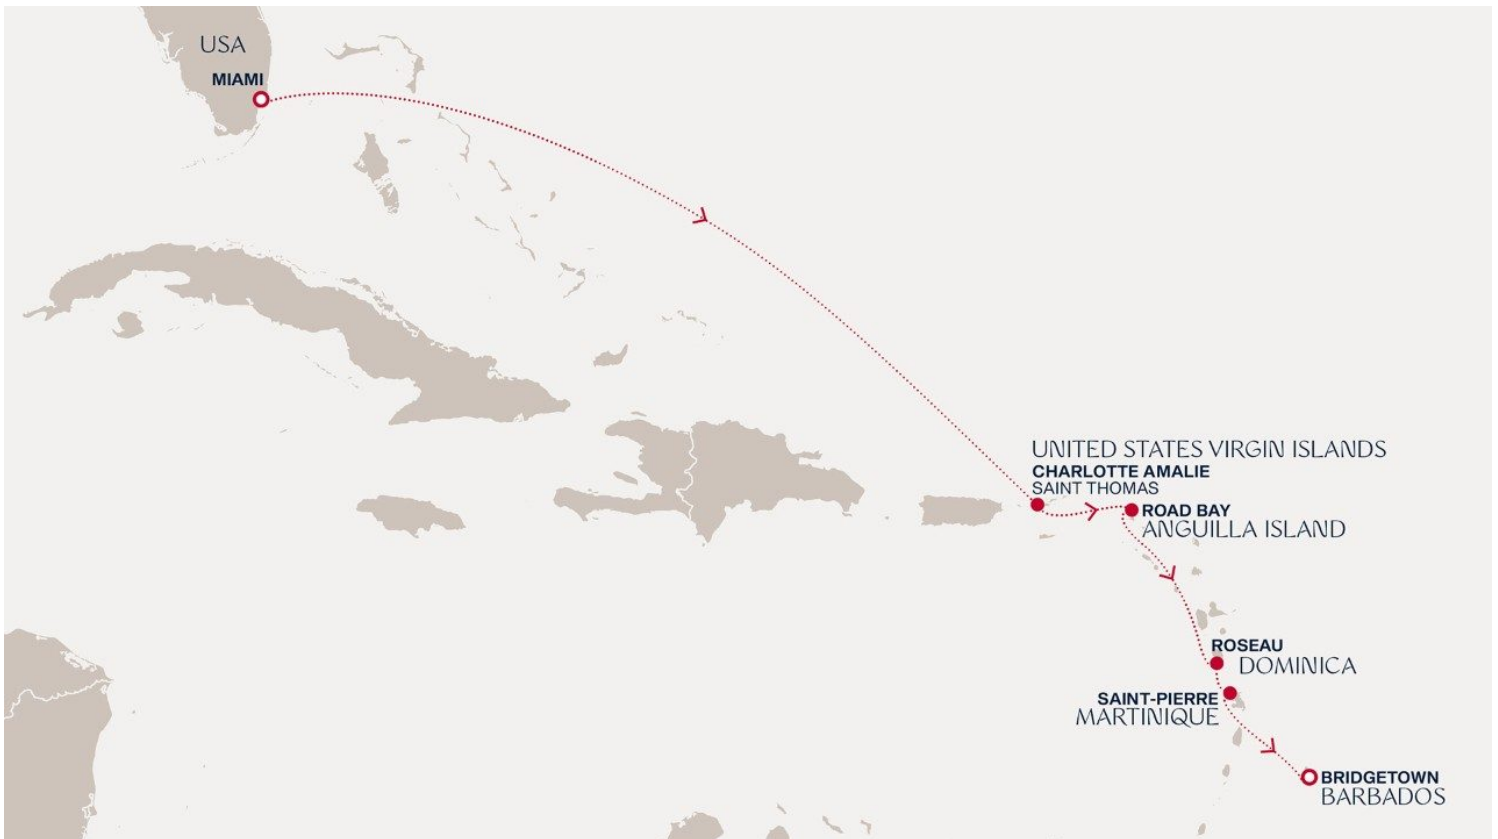 USA
MIAMI
UNITED STATES VIRGIN ISLANDS
CHARLOTTE AMALIE
SAINT THOMAS
ROAD BAY
ANGUILLA ISLAND
ROSEAU
DOMINICA
SAINT-PIERRE
MARTINIQUE
BRIDGETOWN
BARBADOS